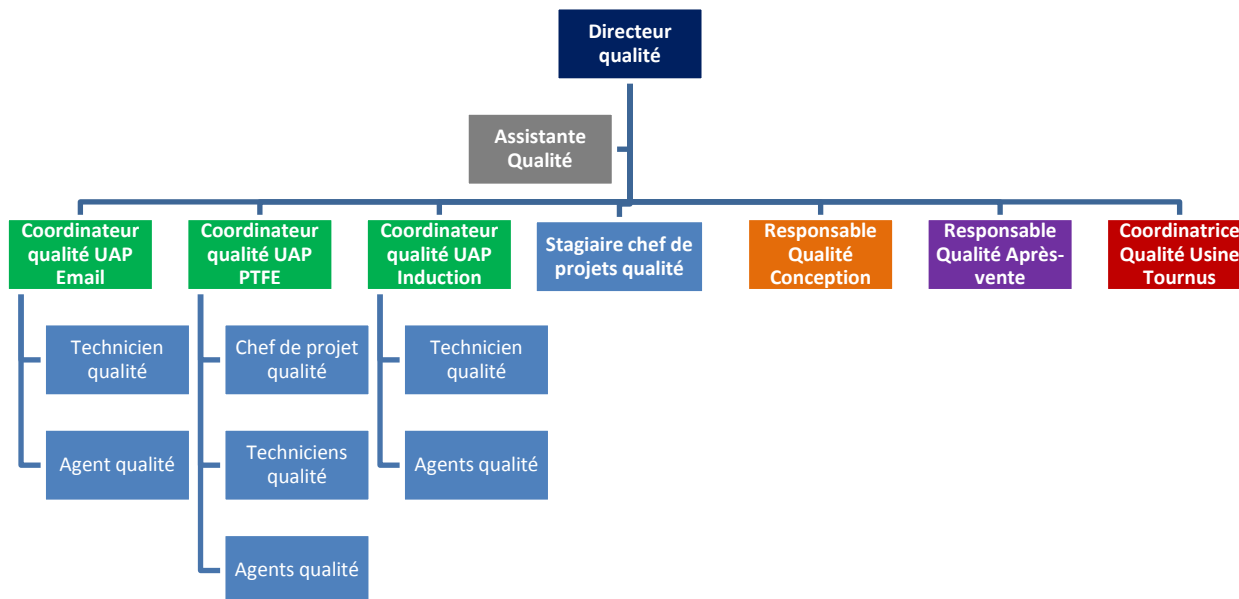 Directeur
qualité
Assistante
Qualité
Coordinateur
qualité UAP
Email
Coordinateur
qualité UAP
PTFE
Coordinateur
qualité UAP
Induction
Stagiaire chef de
projets qualité
Responsable
Qualité
Conception
Responsable
Qualité Après-
vente
Coordinatrice
Qualité Usine
Tournus
Technicien
qualité
Agent qualité
Chef de projet
qualité
Techniciens
qualité
Agents qualité
Technicien
qualité
Agents qualité